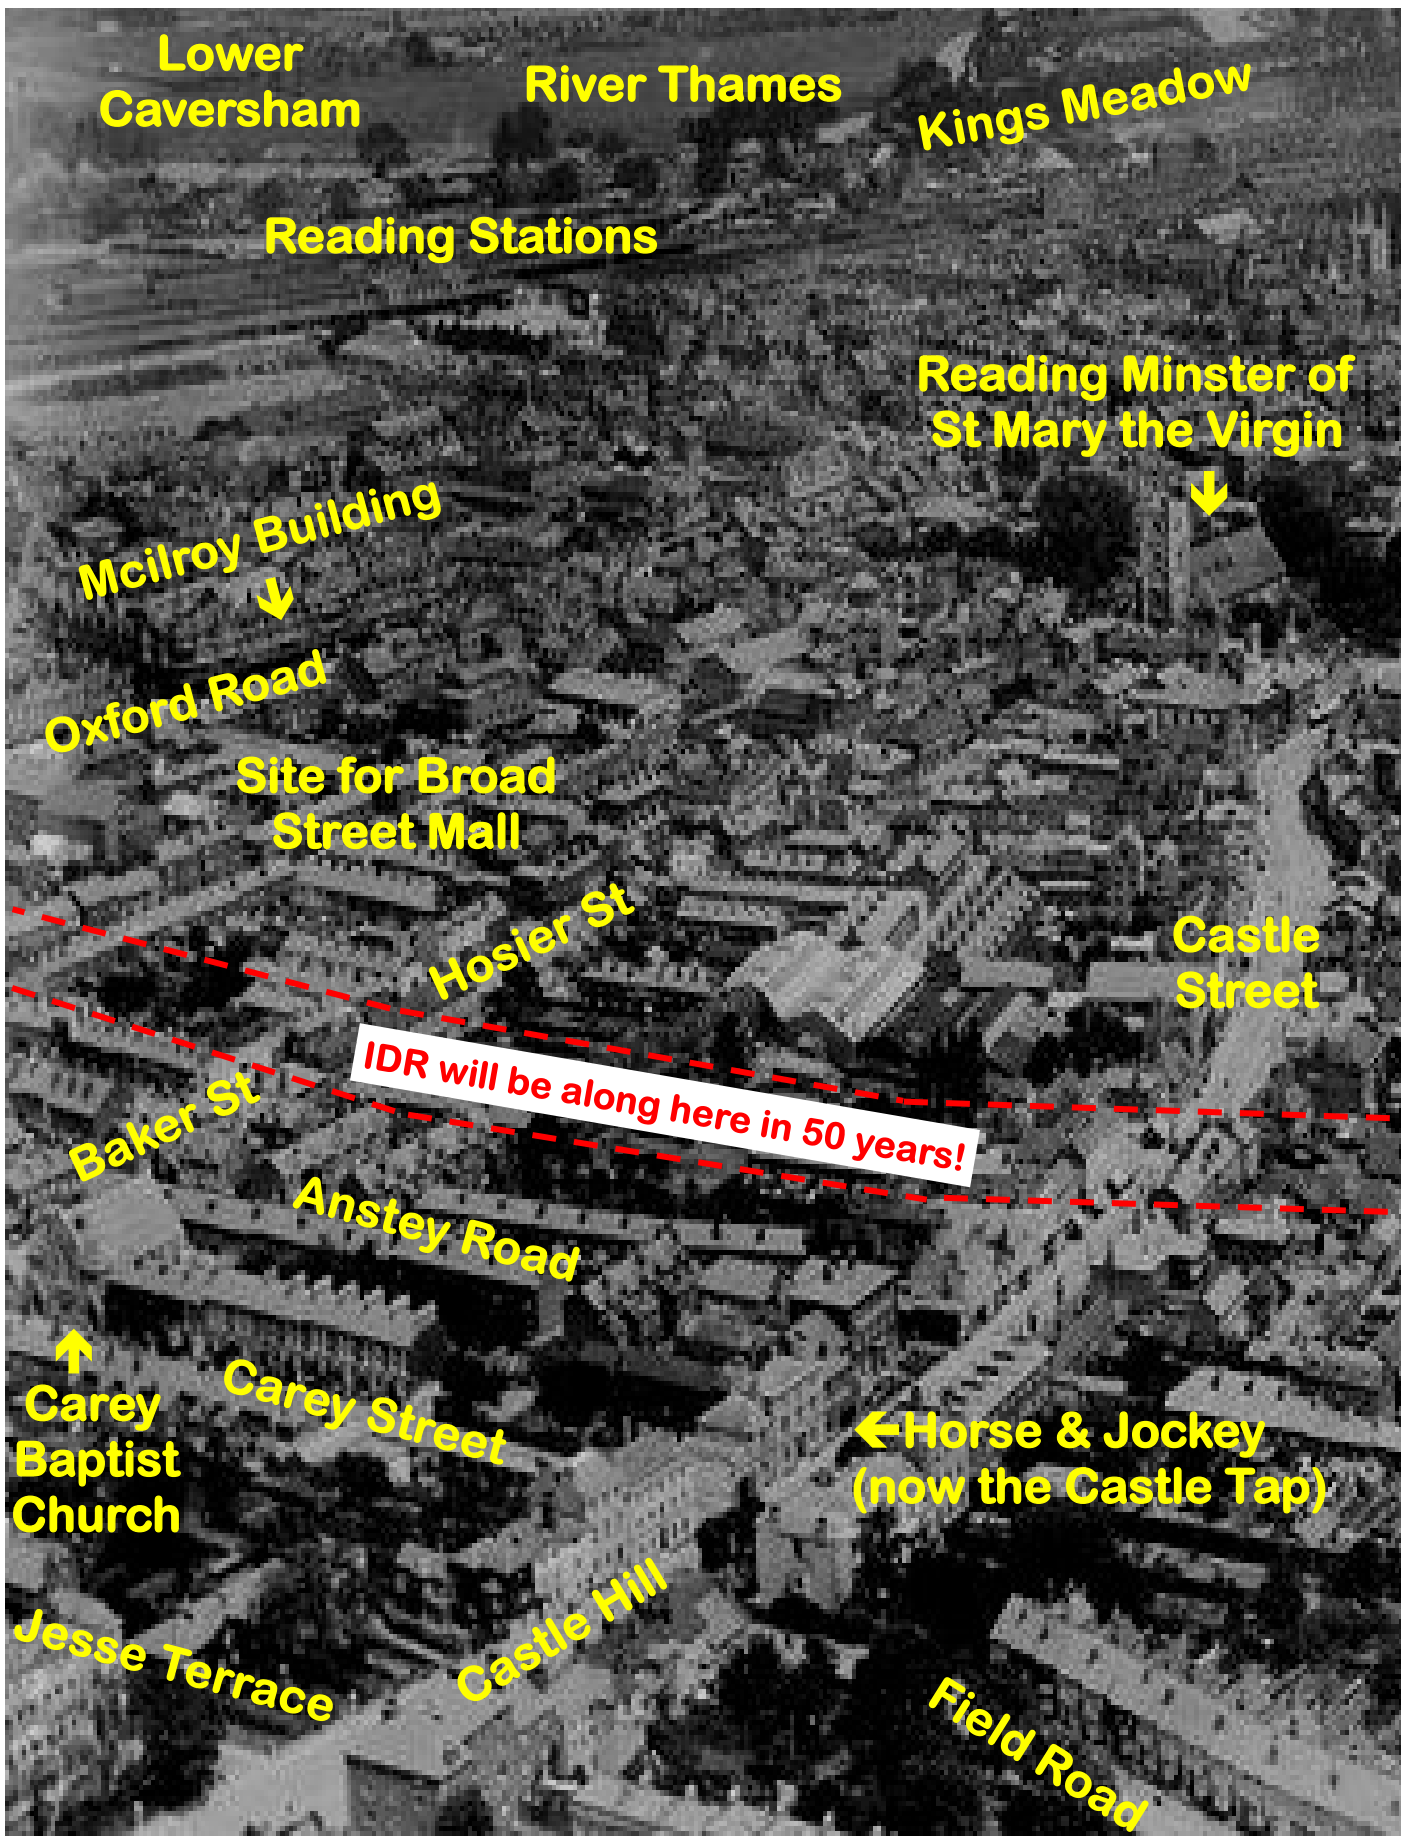 Lower
Caversham
River Thames
Kings Meadow
Reading Stations
Reading Minster of
St Mary the Virgin
Mcilroy Building
Oxford Road
Site for Broad
Street Mall
Hosier St
Castle
Street
IDR will be along here in 50 years!
Baker St
Anstey Road
Carey Street
Carey
Baptist
Church
Horse & Jockey
(now the Castle Tap)
Castle Hill
Jesse Terrace
Field Road